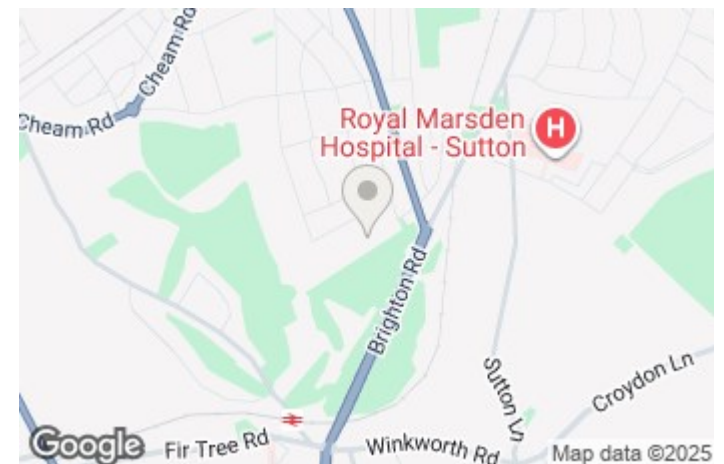 Cheam Rd
Cheam Rd
Royal Marsden
Hospital - Sutton
H
Brighton Rd
Sutton Ln
Croydon Ln
Fir Tree Rd
Winkworth Rd
Google
Map data ©2025